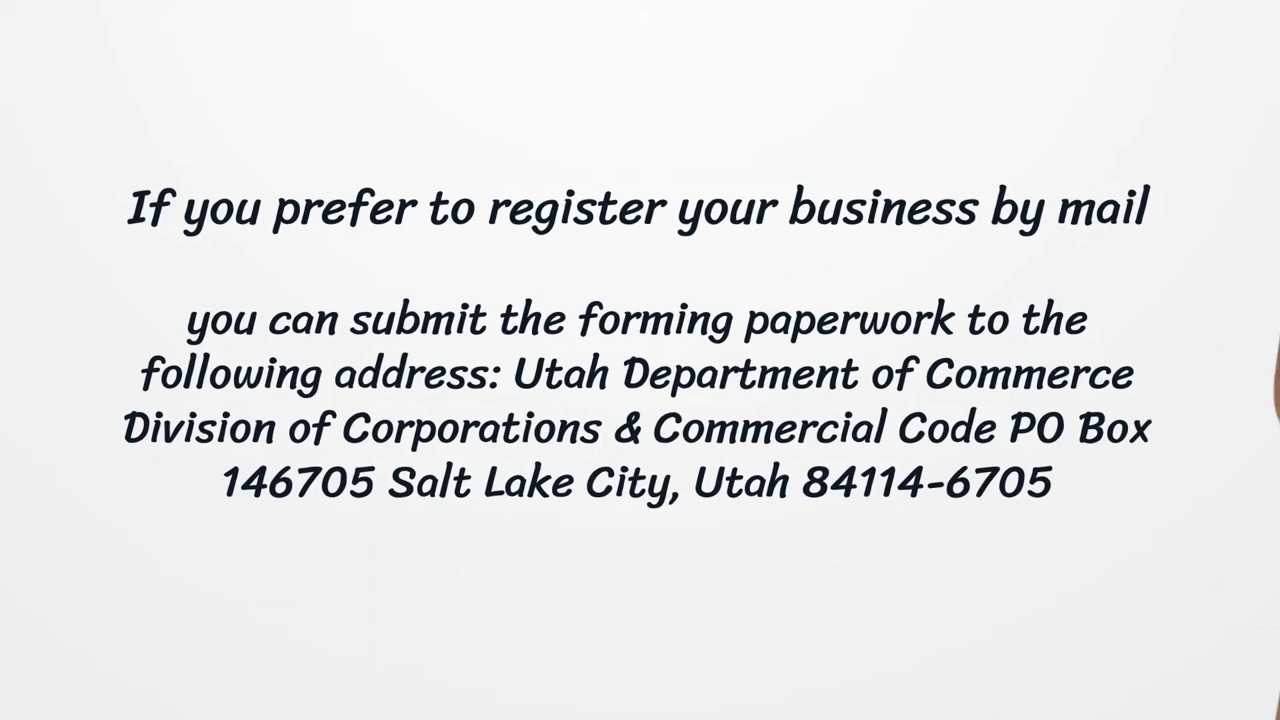 If you prefer to register your business by mail
you can submit the forming paperwork to the
following address: Utah Department of Commerce
Division of Corporations & Commercial Code PO Box
146705 Salt Lake City, Utah 84114-6705